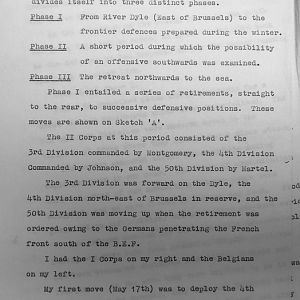 divides itself into three distinct phases.
Phase I From River Dyle (East of Brussels) to the
frontier defences prepared during the winter.
Phase II A short period during which the possibility
of an offensive southwards was examined.
Phase III The retreat northwards to the sea.
Phase I entailed a series of retirements, straight
to the rear, to successive defensive positions. These
moves are shown on Sketch 'A'.
The II Corps at this period consisted of the
3rd Division commanded by Montgomery, the 4th Division
Commanded by Johnson, and the 50th Division by Martel.
The 3rd Division was forward on the Dyle, the
4th Division north-east of Brussels in reserve, and the
50th Division was moving up when the retirement was
ordered owing to the Germans penetrating the French
front south of the B.E.F.
I had the I Corps on my right and the Belgians
on my left.
My first move (May 17th) was to deploy the 4th